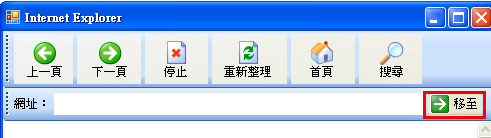 Internet Explorer
上一頁 下一頁 停止 重新整理 首頁 搜尋
網址： 移至